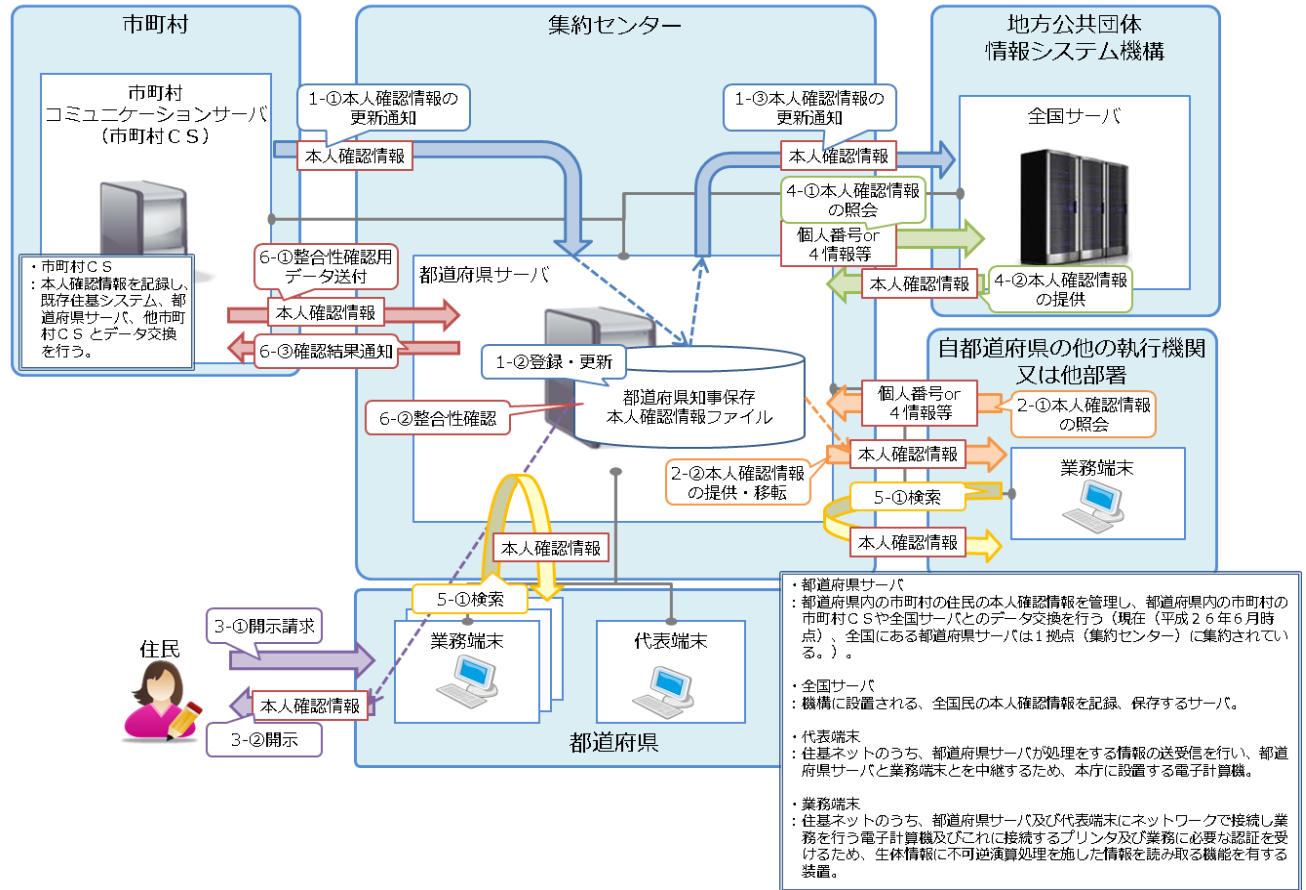 市町村
集約センター
地方公共団体
情報システム機構
市町村
コミュニケーションサーバ
(市町村ＣＳ)
1-①本人確認情報の
更新通知
本人確認情報
1-③本人確認情報の
更新通知
本人確認情報
全国サーバ
4-①本人確認情報
の照会
個人番号or
４情報等
本人確認情報
4-②本人確認情報
の提供
・市町村ＣＳ
：本人確認情報を記録し、
既存住基システム、都
道府県サーバ、他市町
村ＣＳ とデータ交換
を行う。
6-①整合性確認用
データ送付
本人確認情報
6-③確認結果通知
都道府県サーバ
1-②登録・更新
都道府県知事保存
本人確認情報ファイル
6-②整合性確認
自都道府県の他の執行機関
又は他部署
個人番号or
４情報等
2-①本人確認情報
の照会
本人確認情報
2-②本人確認情報
の提供・移転
業務端末
5-①検索
本人確認情報
本人確認情報
5-①検索
3-①開示請求
住民
本人確認情報
3-②開示
業務端末
代表端末
都道府県
・都道府県サーバ
：都道府県内の市町村の住民の本人確認情報を管理し、都道府県内の市町村の
市町村ＣＳや全国サーバとのデータ交換を行う（現在（平成２６年６月時
点）、全国にある都道府県サーバは１拠点（集約センター）に集約されてい
る。）。
・全国サーバ
：機構に設置される、全国民の本人確認情報を記録、保存するサーバ。
・代表端末
：住基ネットのうち、都道府県サーバが処理をする情報の送受信を行い、都道
府県サーバと業務端末とを中継するため、本庁に設置する電子計算機。
・業務端末
：住基ネットのうち、都道府県サーバ及び代表端末にネットワークで接続し業
務を行う電子計算機及びこれに接続するプリンタ及び業務に必要な認証を受
けるため、生体情報に不可逆演算処理を施した情報を読み取る機能を有する
装置。